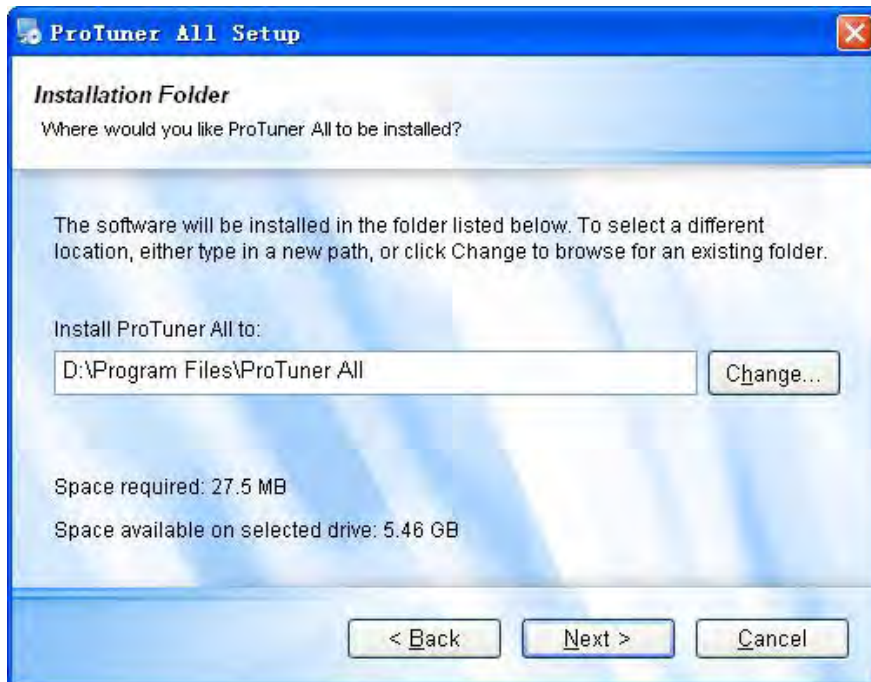 ProTuner All Setup
Installation Folder
Where would you like ProTuner All to be installed?
The software will be installed in the folder listed below. To select a different
location, either type in a new path, or click Change to browse for an existing folder.
Install ProTuner All to:
D:\Program Files\ProTuner All
Change...
Space required: 27.5 MB
Space available on selected drive: 5.46 GB
< Back
Next >
Cancel